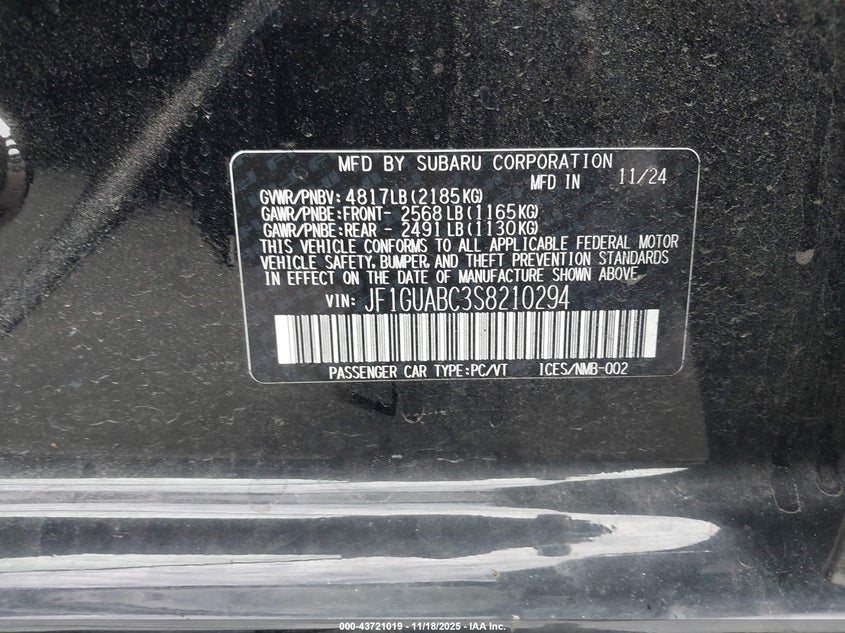 MFD BY SUBARU CORPORATION
MFD IN 11/24
GVWR/PNBV: 4817LB(2185KG)
GAWR/PNBE:FRONT- 2568LB(1165KG)
GAWR/PNBE:REAR - 2491LB(1130KG)
THIS VEHICLE CONFORMS TO ALL APPLICABLE FEDERAL MOTOR
VEHICLE SAFETY, BUMPER, AND THEFT PREVENTION STANDARDS
IN EFFECT ON THE DATE OF MANUFACTURE SHOWN ABOVE.
VIN: JF1GUABC3S8210294
PASSENGER CAR TYPE:PC/VT ICES/NMB-002
000-43721019 - 11/18/2025 - IAA Inc.